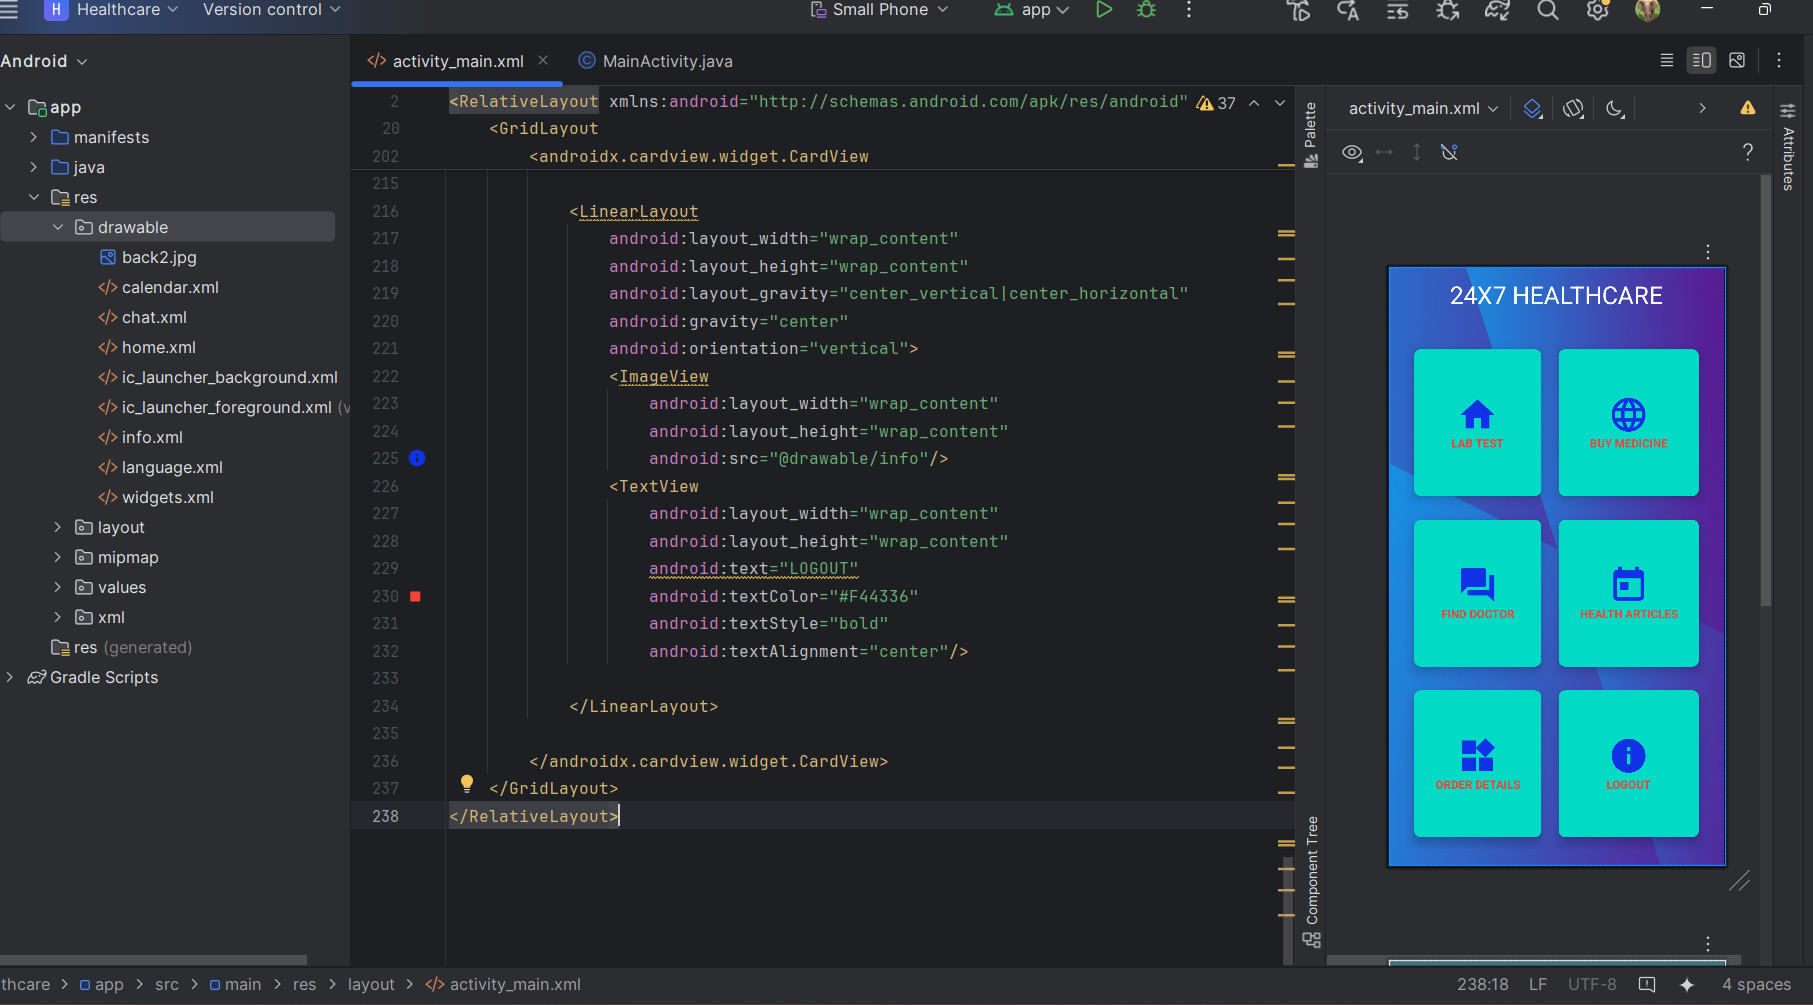 H Healthcare Version control Small Phone app
Android
app
manifests
java
res
drawable
back2.jpg
calendar.xml
chat.xml
home.xml
ic_launcher_background.xml
ic_launcher_foreground.xml (v
info.xml
language.xml
widgets.xml
layout
mipmap
values
xml
res (generated)
Gradle Scripts
activity_main.xml MainActivity.java
2 <RelativeLayout xmlns:android="http://schemas.android.com/apk/res/android" 37
20 <GridLayout
202 <androidx.cardview.widget.CardView
215
216 <LinearLayout
217 android:layout_width="wrap_content"
218 android:layout_height="wrap_content"
219 android:layout_gravity="center_vertical|center_horizontal"
220 android:gravity="center"
221 android:orientation="vertical">
222 <ImageView
223 android:layout_width="wrap_content"
224 android:layout_height="wrap_content"
225 android:src="@drawable/info"/>
226 <TextView
227 android:layout_width="wrap_content"
228 android:layout_height="wrap_content"
229 android:text="LOGOUT"
230 android:textColor="#F44336"
231 android:textStyle="bold"
232 android:textAlignment="center"/>
233
234 </LinearLayout>
235
236 </androidx.cardview.widget.CardView>
237 </GridLayout>
238 </RelativeLayout>
Palette
Component Tree
activity_main.xml
?
Attributes
24X7 HEALTHCARE
LAB TEST BUY MEDICINE
FIND DOCTOR HEALTH ARTICLES
ORDER DETAILS LOGOUT
thcare app src main res layout activity_main.xml 238:18 LF UTF-8 4 spaces